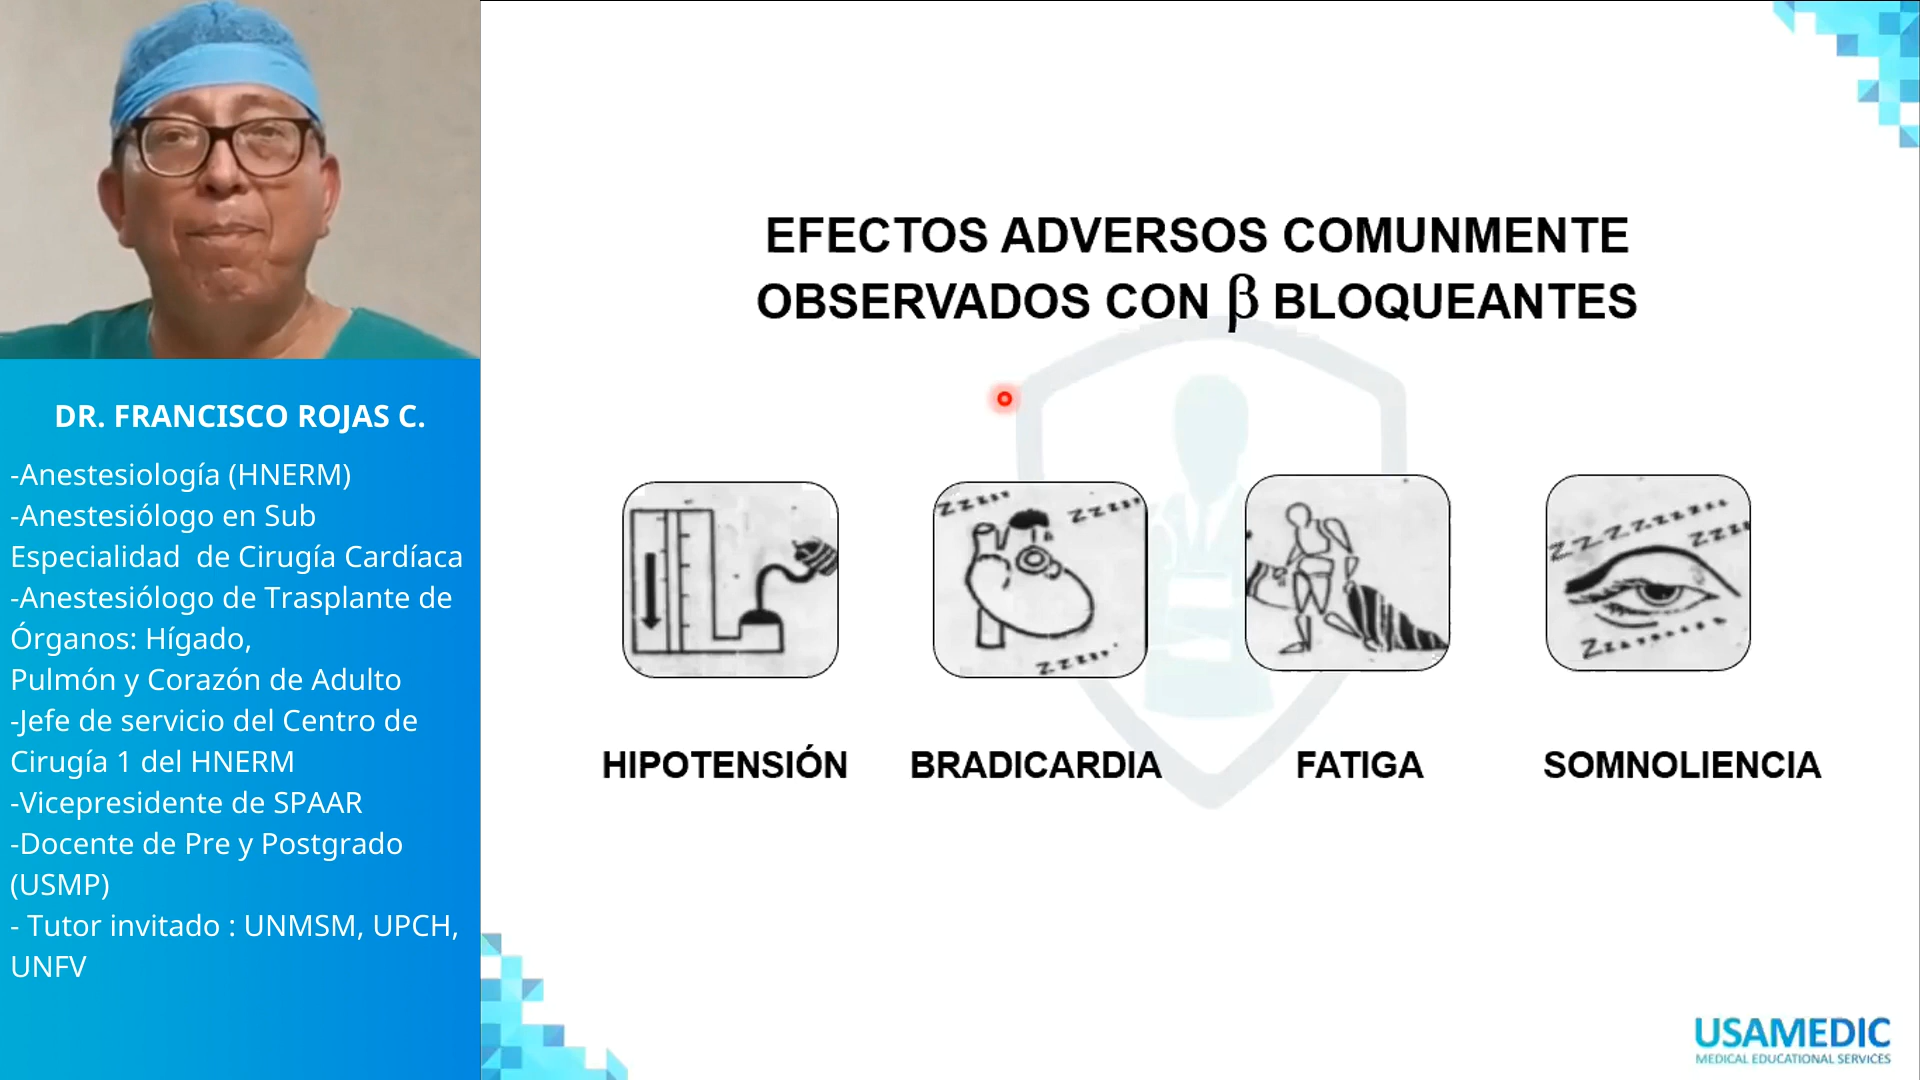 DR. FRANCISCO ROJAS C.
-Anestesiología (HNERM)
-Anestesiólogo en Sub
Especialidad  de Cirugía Cardíaca
-Anestesiólogo de Trasplante de
Órganos: Hígado,
Pulmón y Corazón de Adulto
-Jefe de servicio del Centro de
Cirugía 1 del HNERM
-Vicepresidente de SPAAR
-Docente de Pre y Postgrado
(USMP)
- Tutor invitado : UNMSM, UPCH,
UNFV
EFECTOS ADVERSOS COMUNMENTE
OBSERVADOS CON β BLOQUEANTES
HIPOTENSIÓN
BRADICARDIA
FATIGA
SOMNOLIENCIA
USAMEDIC
MEDICAL EDUCATIONAL SERVICES